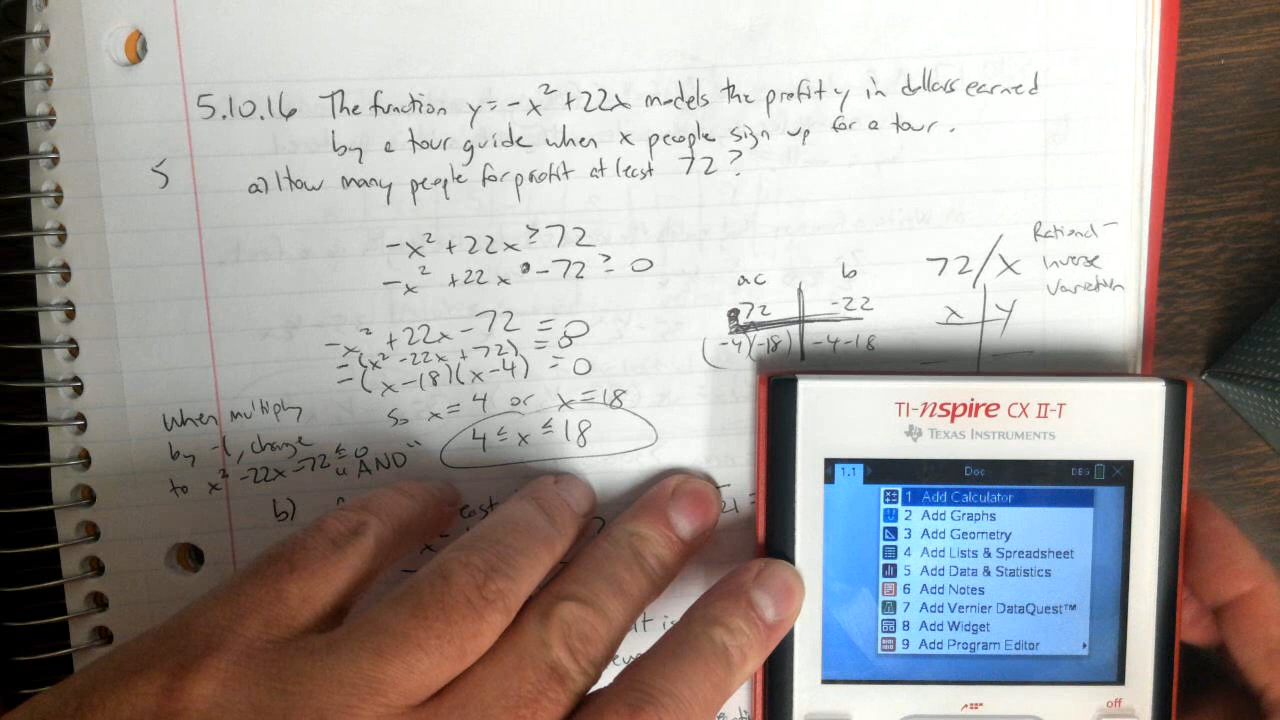 5.10.16 The function y = -x² + 22x models the profit y in dollars earned
by a tour guide when x people sign up for a tour.
5
a) How many people for profit at least 72?
-x² + 22x ≥ 72
-x² + 22x - 72 ≥ 0
-x² + 22x - 72 = 0
-(x² - 22x + 72) = 0
-(x-18)(x-4) = 0
So x = 4 or x = 18
4 ≤ x ≤ 18
When multiply
by -1, change
to x² -22x -72 ≤ 0
"AND"
ac b
72 -22
(-4)(-18) -4-18
72/x
Rational-
Inverse
Variation
x y
b)
cost
TI-nspire CX II-T
TEXAS INSTRUMENTS
1.1 Doc DEG
1 Add Calculator
2 Add Graphs
3 Add Geometry
4 Add Lists & Spreadsheet
5 Add Data & Statistics
6 Add Notes
7 Add Vernier DataQuest™
8 Add Widget
9 Add Program Editor
off